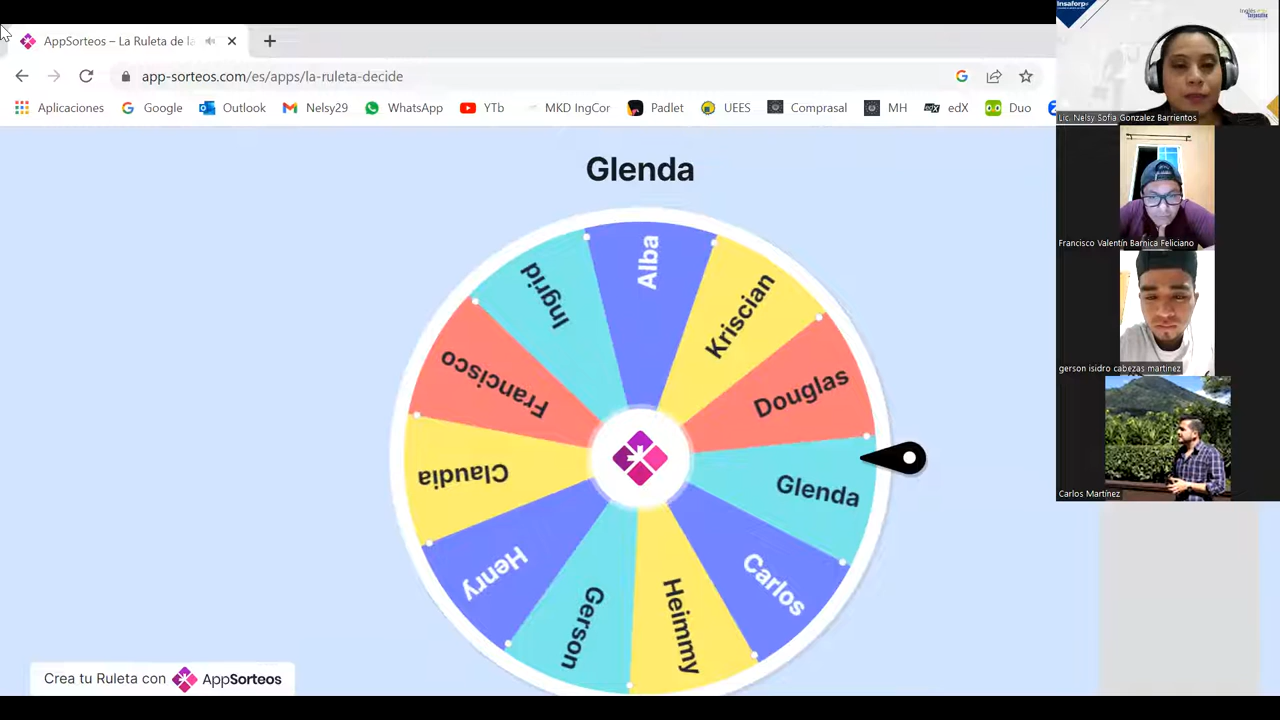 AppSorteos – La Ruleta de la
app-sorteos.com/es/apps/la-ruleta-decide
Aplicaciones Google Outlook Nelsy29 WhatsApp YTb MKD IngCor Padlet UEES Comprasal MH edX Duo
Glenda
Alba
Kriscian
Douglas
Glenda
Carlos
Heimmy
Gerson
Henry
Claudia
Francisco
Ingrid
Crea tu Ruleta con AppSorteos
Insaforp
Lic. Nelsy Sofia Gonzalez Barrientos
Francisco Valentín Barnica Feliciano
gerson isidro cabezas martinez
Carlos Martínez